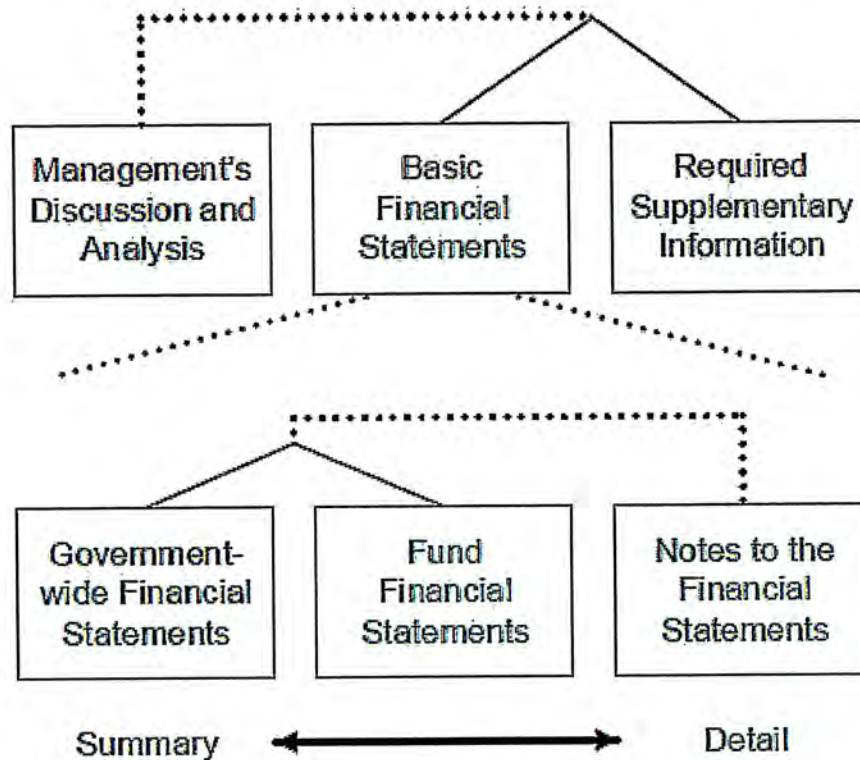 Management's
Discussion and
Analysis
Basic
Financial
Statements
Required
Supplementary
Information
Government-
wide Financial
Statements
Fund
Financial
Statements
Notes to the
Financial
Statements
Summary
Detail